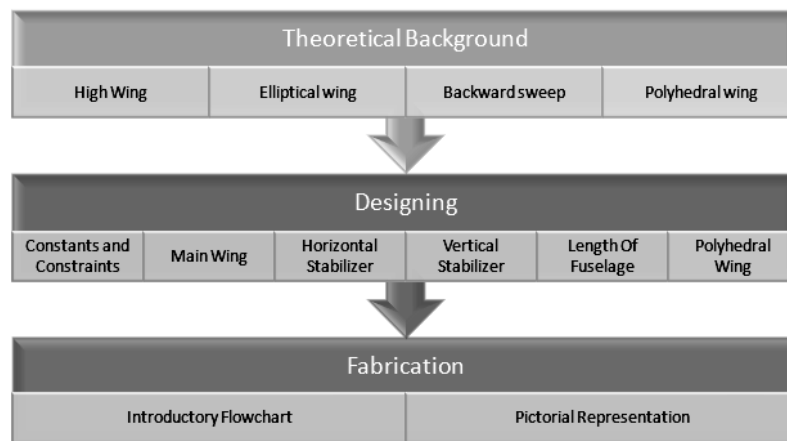 Theoretical Background
High Wing
Elliptical wing
Backward sweep
Polyhedral wing
Designing
Constants and
Constraints
Main Wing
Horizontal
Stabilizer
Vertical
Stabilizer
Length Of
Fuselage
Polyhedral
Wing
Fabrication
Introductory Flowchart
Pictorial Representation